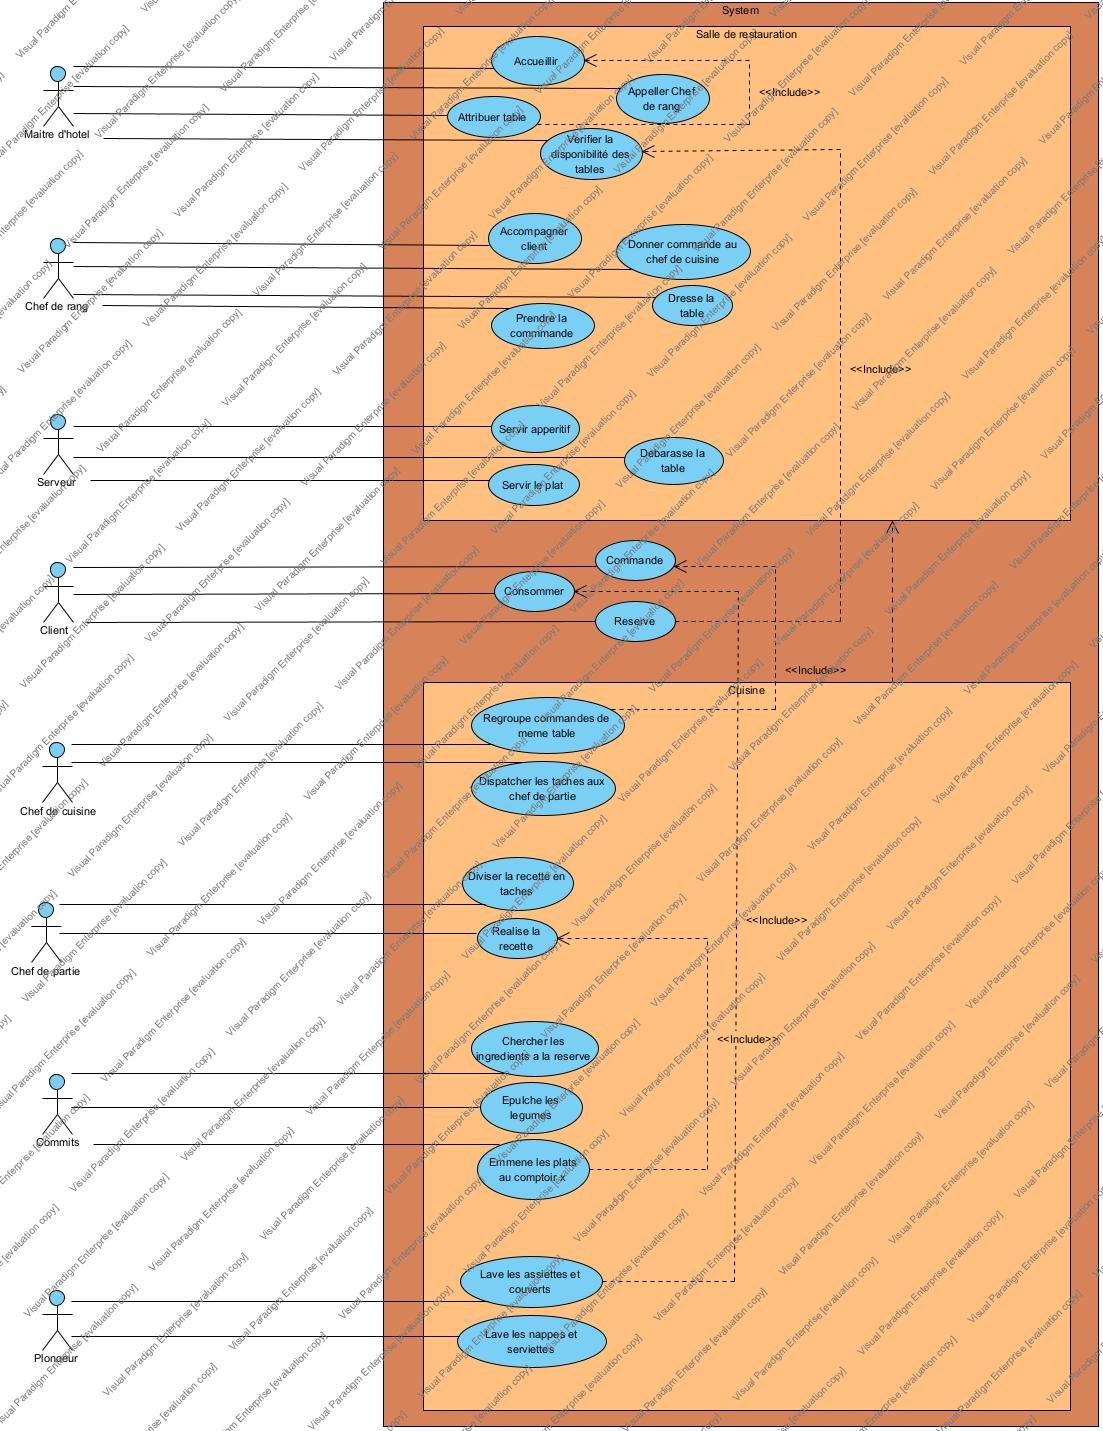 System
Salle de restauration
Accueillir
Appeller Chef
de rang
<<Include>>
Attribuer table
Maitre d'hotel
Verifier la
disponibilité des
tables
Accompagner
client
Donner commande au
chef de cuisine
Chef de rang
Dresse la
table
Prendre la
commmande
<<Include>>
Servir apperitif
Debarasse la
table
Serveur
Servir le plat
Commande
Consommer
Client
Reserve
<<Include>>
Cuisine
Regroupe commandes de
meme table
Dispatcher les taches aux
chef de partie
Chef de cuisine
Diviser la recette en
taches
<<Include>>
Realise la
recette
Chef de partie
<<Include>>
Chercher les
ingredients a la reserve
Epulche les
legumes
Commits
Emmene les plats
au comptoir x
Lave les assiettes et
couverts
Lave les nappes et
serviettes
Plongeur
Visual Paradigm Enterprise [evaluation copy]